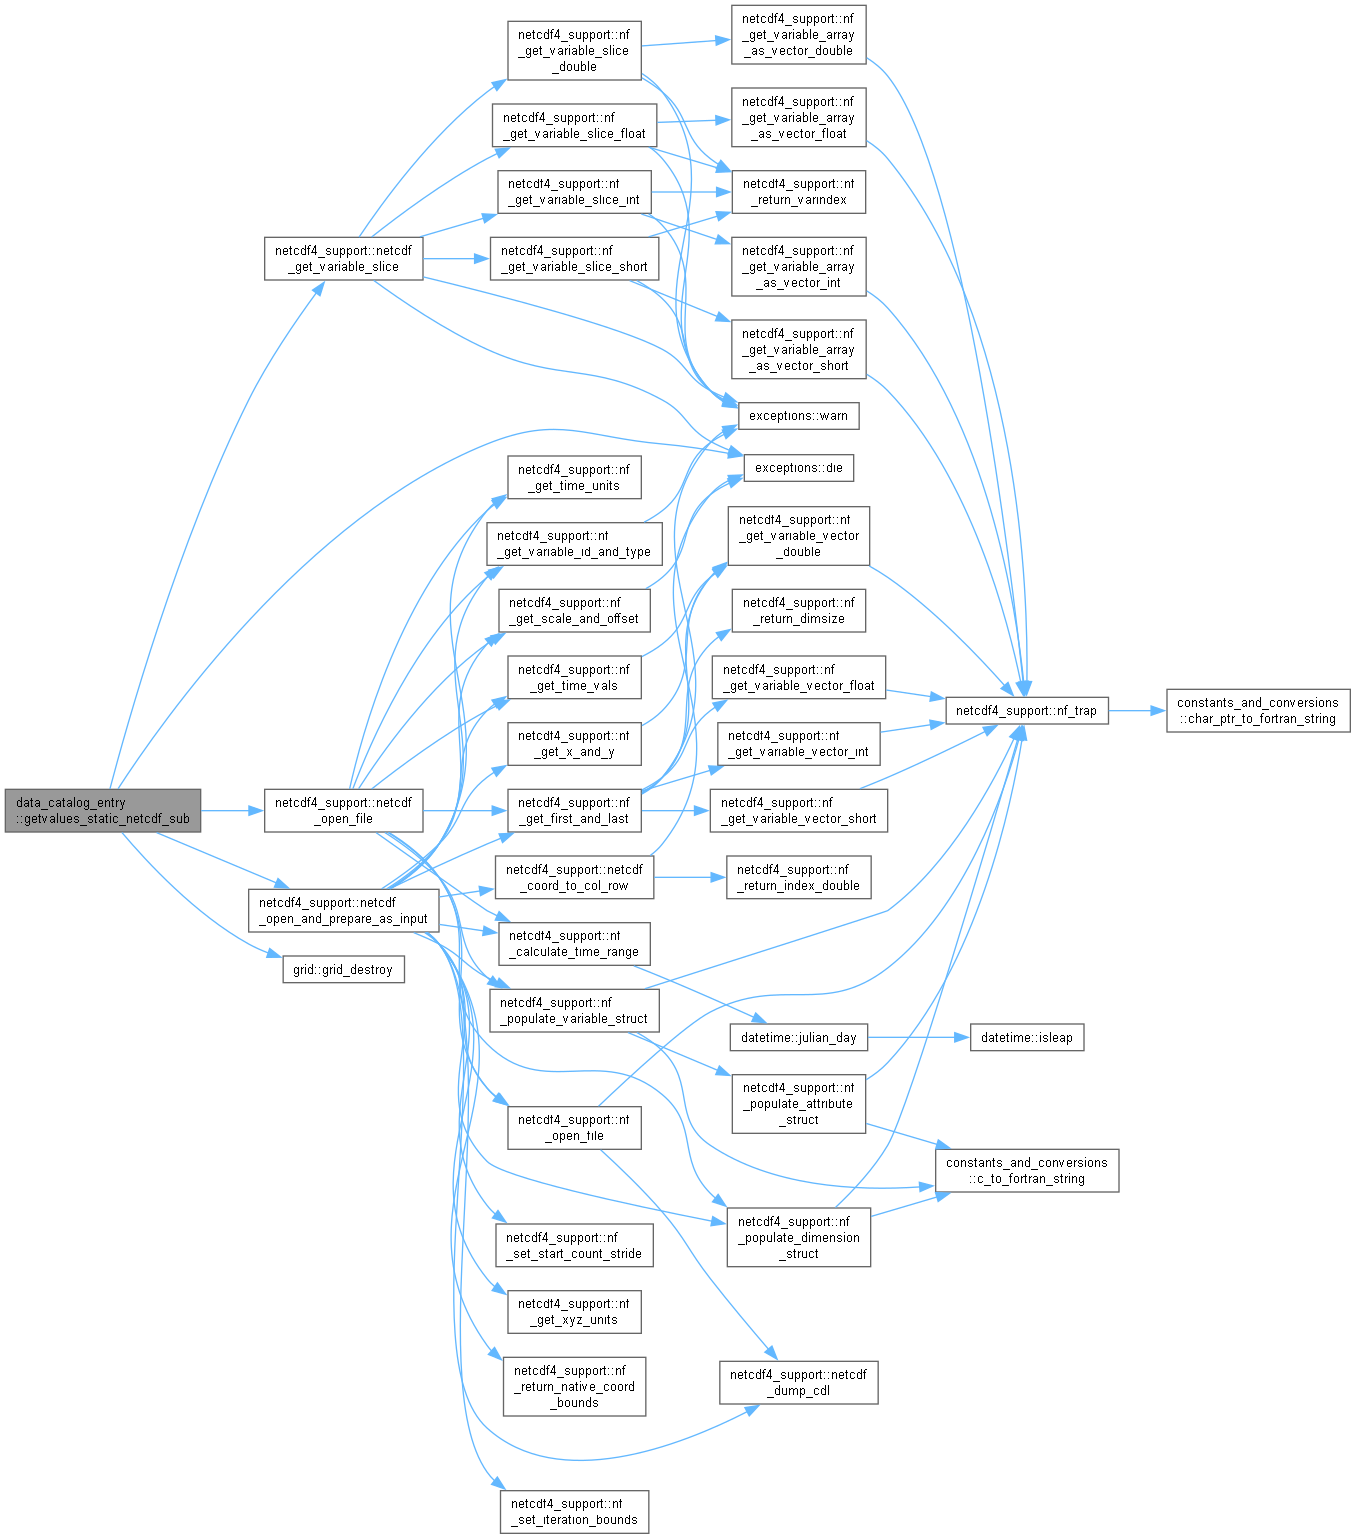 data_catalog_entry
::getvalues_static_netcdf_sub
netcdf4_support::netcdf
_get_variable_slice
netcdf4_support::netcdf
_open_file
netcdf4_support::netcdf
_open_and_prepare_as_input
grid::grid_destroy
netcdf4_support::nf
_get_variable_slice
_double
netcdf4_support::nf
_get_variable_slice_float
netcdf4_support::nf
_get_variable_slice_int
netcdf4_support::nf
_get_variable_slice_short
netcdf4_support::nf
_get_time_units
netcdf4_support::nf
_get_variable_id_and_type
netcdf4_support::nf
_get_scale_and_offset
netcdf4_support::nf
_get_time_vals
netcdf4_support::nf
_get_x_and_y
netcdf4_support::nf
_get_first_and_last
netcdf4_support::netcdf
_coord_to_col_row
netcdf4_support::nf
_calculate_time_range
netcdf4_support::nf
_populate_variable_struct
netcdf4_support::nf
_open_file
netcdf4_support::nf
_set_start_count_stride
netcdf4_support::nf
_get_xyz_units
netcdf4_support::nf
_return_native_coord
_bounds
netcdf4_support::nf
_set_iteration_bounds
netcdf4_support::nf
_get_variable_array
_as_vector_double
netcdf4_support::nf
_get_variable_array
_as_vector_float
netcdf4_support::nf
_return_varindex
netcdf4_support::nf
_get_variable_array
_as_vector_int
netcdf4_support::nf
_get_variable_array
_as_vector_short
exceptions::warn
exceptions::die
netcdf4_support::nf
_get_variable_vector
_double
netcdf4_support::nf
_return_dimsize
netcdf4_support::nf
_get_variable_vector_float
netcdf4_support::nf
_get_variable_vector_int
netcdf4_support::nf
_get_variable_vector_short
netcdf4_support::nf
_return_index_double
datetime::julian_day
netcdf4_support::nf
_populate_attribute
_struct
netcdf4_support::nf
_populate_dimension
_struct
netcdf4_support::netcdf
_dump_cdl
netcdf4_support::nf_trap
datetime::isleap
constants_and_conversions
::c_to_fortran_string
constants_and_conversions
::char_ptr_to_fortran_string